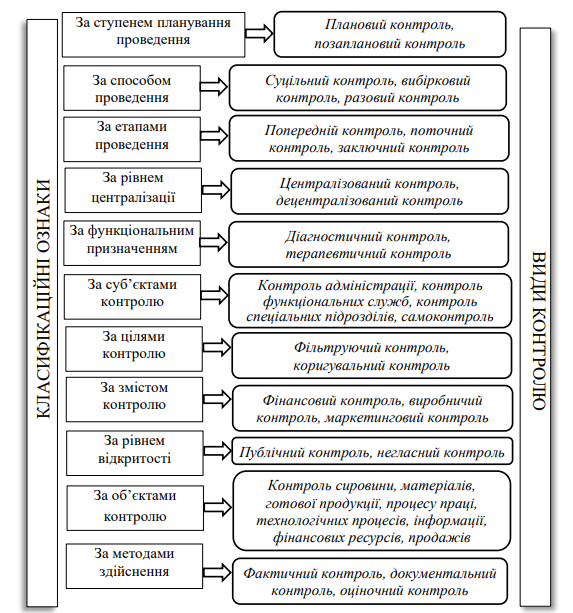 КЛАСИФІКАЦІЙНІ ОЗНАКИ
За ступенем планування
проведення
Плановий контроль,
позаплановий контроль
За способом
проведення
Суцільний контроль, вибірковий
контроль, разовий контроль
За етапами
проведення
Попередній контроль, поточний
контроль, заключний контроль
За рівнем
централізації
Централізований контроль,
децентралізований контроль
За функціональним
призначенням
Діагностичний контроль,
терапевтичний контроль
За суб’єктами
контролю
Контроль адміністрації, контроль
функціональних служб, контроль
спеціальних підрозділів, самоконтроль
За цілями
контролю
Фільтруючий контроль,
коригувальний контроль
За змістом
контролю
Фінансовий контроль, виробничий
контроль, маркетинговий контроль
За рівнем
відкритості
Публічний контроль, негласний контроль
За об’єктами
контролю
Контроль сировини, матеріалів,
готової продукції, процесу праці,
технологічних процесів, інформації,
фінансових ресурсів, продажів
За методами
здійснення
Фактичний контроль, документальний
контроль, оціночний контроль
ВИДИ КОНТРОЛЮ